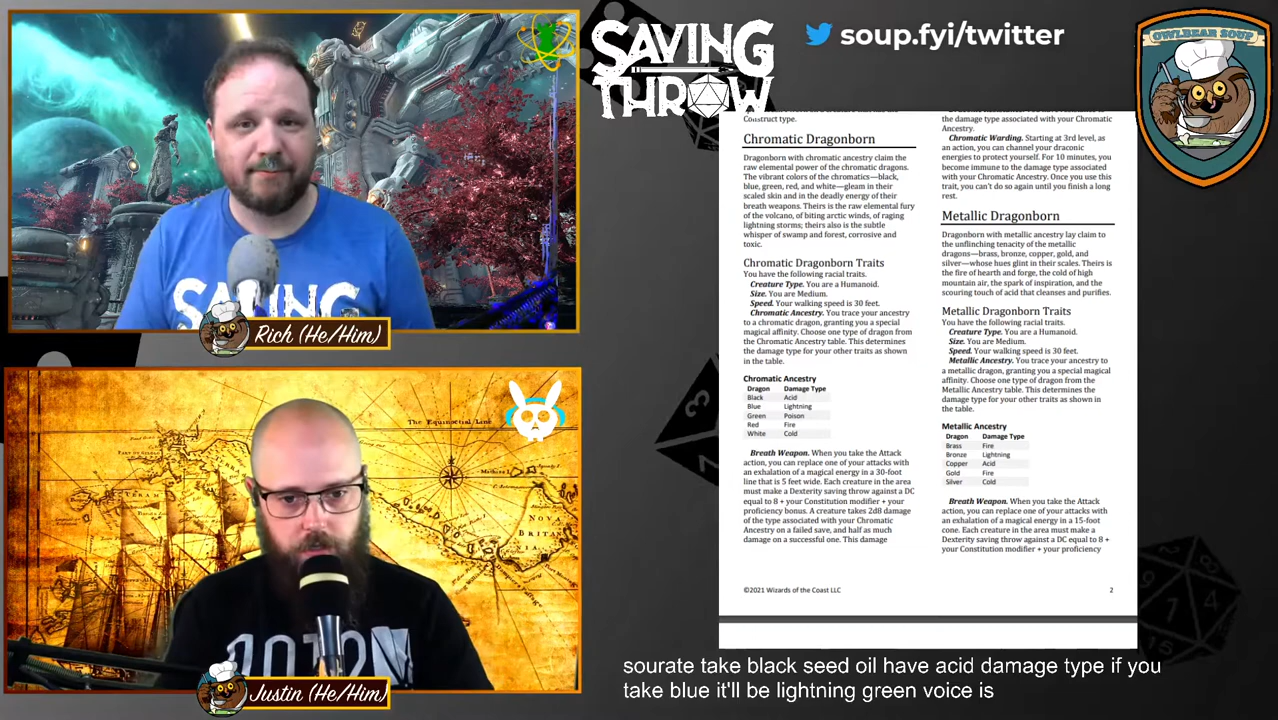 SAVING
THROW
soup.fyi/twitter
OWLBEAR SOUP
SAVING
Rich (He/Him)
The Equinoctial Line
Justin (He/Him)
Construct type.
Chromatic Dragonborn
Dragonborn with chromatic ancestry claim the
raw elemental power of the chromatic dragons.
The vibrant colors of the chromatics—black,
blue, green, red, and white—gleam in their
scaled skin and in the deadly energy of their
breath weapons. Theirs is the raw elemental fury
of the volcano, of biting arctic winds, of raging
lightning storms; theirs also is the subtle
whisper of swamp and forest, corrosive and
toxic.
Chromatic Dragonborn Traits
You have the following racial traits.
Creature Type. You are a Humanoid.
Size. You are Medium.
Speed. Your walking speed is 30 feet.
Chromatic Ancestry. You trace your ancestry
to a chromatic dragon, granting you a special
magical affinity. Choose one type of dragon from
the Chromatic Ancestry table. This determines
the damage type for your other traits as shown
in the table.
Chromatic Ancestry
Dragon Damage Type
Black Acid
Blue Lightning
Green Poison
Red Fire
White Cold
Breath Weapon. When you take the Attack
action, you can replace one of your attacks with
an exhalation of a magical energy in a 30-foot
line that is 5 feet wide. Each creature in the area
must make a Dexterity saving throw against a DC
equal to 8 + your Constitution modifier + your
proficiency bonus. A creature takes 2d8 damage
of the type associated with your Chromatic
Ancestry on a failed save, and half as much
damage on a successful one. This damage
the damage type associated with your Chromatic
Ancestry.
Chromatic Warding. Starting at 3rd level, as
an action, you can channel your draconic
energies to protect yourself. For 10 minutes, you
become immune to the damage type associated
with your Chromatic Ancestry. Once you use this
trait, you can't do so again until you finish a long
rest.
Metallic Dragonborn
Dragonborn with metallic ancestry lay claim to
the unflinching tenacity of the metallic
dragons—brass, bronze, copper, gold, and
silver—whose hues glint in their scales. Theirs is
the fire of hearth and forge, the cold of high
mountain air, the spark of inspiration, and the
scouring touch of acid that cleanses and purifies.
Metallic Dragonborn Traits
You have the following racial traits.
Creature Type. You are a Humanoid.
Size. You are Medium.
Speed. Your walking speed is 30 feet.
Metallic Ancestry. You trace your ancestry to
a metallic dragon, granting you a special magical
affinity. Choose one type of dragon from the
Metallic Ancestry table. This determines the
damage type for your other traits as shown in
the table.
Metallic Ancestry
Dragon Damage Type
Brass Fire
Bronze Lightning
Copper Acid
Gold Fire
Silver Cold
Breath Weapon. When you take the Attack
action, you can replace one of your attacks with
an exhalation of a magical energy in a 15-foot
cone. Each creature in the area must make a
Dexterity saving throw against a DC equal to 8 +
your Constitution modifier + your proficiency
©2021 Wizards of the Coast LLC
2
sourate take black seed oil have acid damage type if you
take blue it'll be lightning green voice is